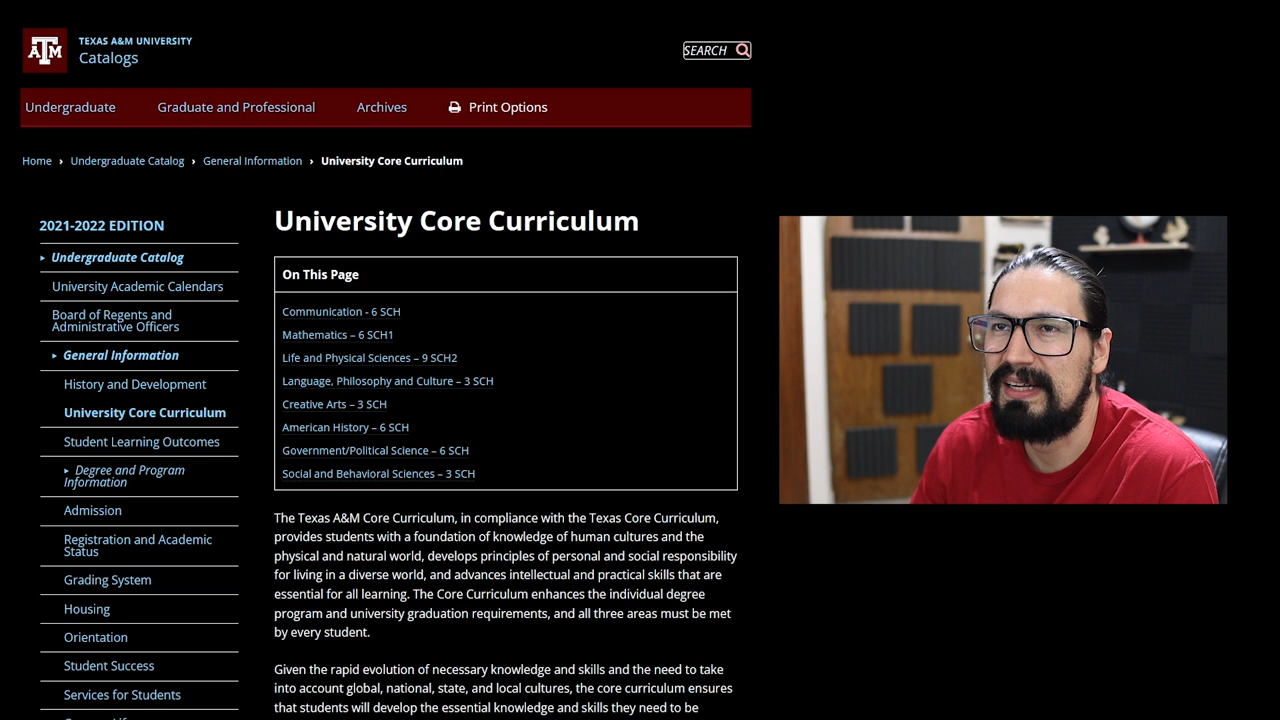 TEXAS A&M UNIVERSITY
Catalogs
SEARCH
Undergraduate
Graduate and Professional
Archives
Print Options
Home › Undergraduate Catalog › General Information › University Core Curriculum
2021-2022 EDITION
Undergraduate Catalog
University Academic Calendars
Board of Regents and
Administrative Officers
General Information
History and Development
University Core Curriculum
Student Learning Outcomes
Degree and Program
Information
Admission
Registration and Academic
Status
Grading System
Housing
Orientation
Student Success
Services for Students
University Core Curriculum
On This Page
Communication - 6 SCH
Mathematics – 6 SCH1
Life and Physical Sciences – 9 SCH2
Language, Philosophy and Culture – 3 SCH
Creative Arts – 3 SCH
American History – 6 SCH
Government/Political Science – 6 SCH
Social and Behavioral Sciences – 3 SCH
The Texas A&M Core Curriculum, in compliance with the Texas Core Curriculum,
provides students with a foundation of knowledge of human cultures and the
physical and natural world, develops principles of personal and social responsibility
for living in a diverse world, and advances intellectual and practical skills that are
essential for all learning. The Core Curriculum enhances the individual degree
program and university graduation requirements, and all three areas must be met
by every student.
Given the rapid evolution of necessary knowledge and skills and the need to take
into account global, national, state, and local cultures, the core curriculum ensures
that students will develop the essential knowledge and skills they need to be